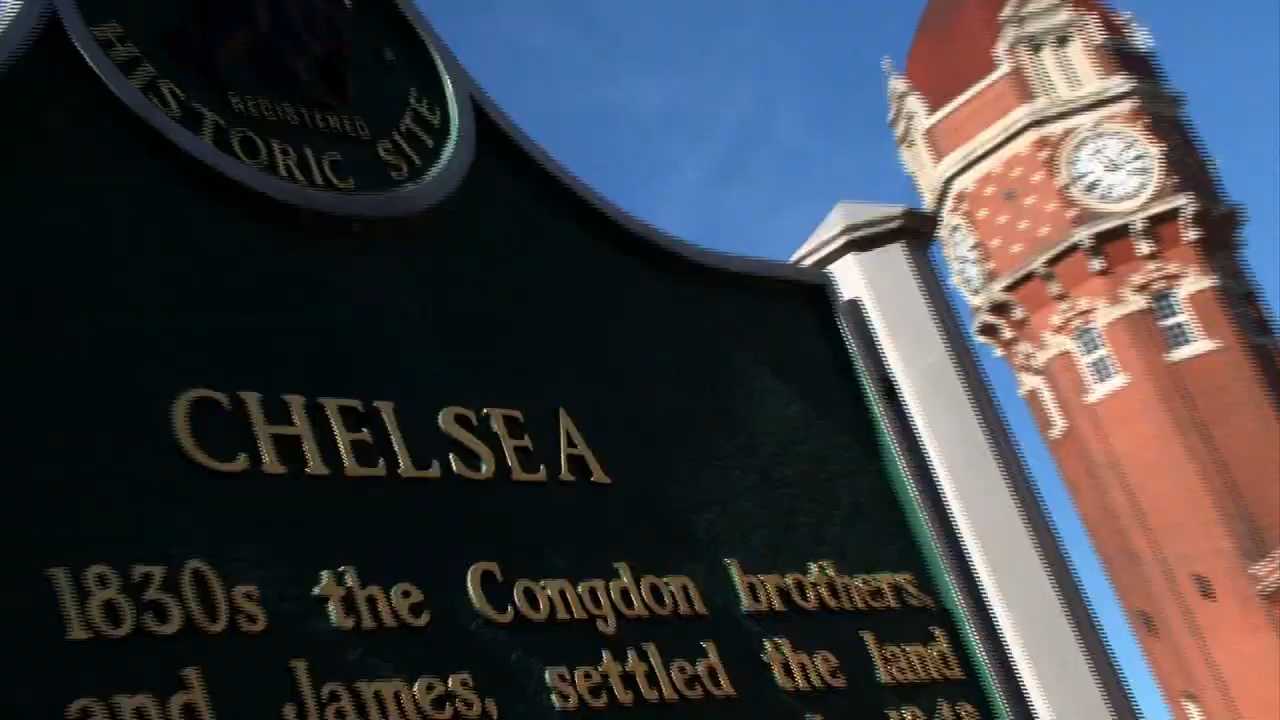 REGISTERED
HISTORIC SITE
CHELSEA
1830s the Congdon brothers,
and James, settled the land